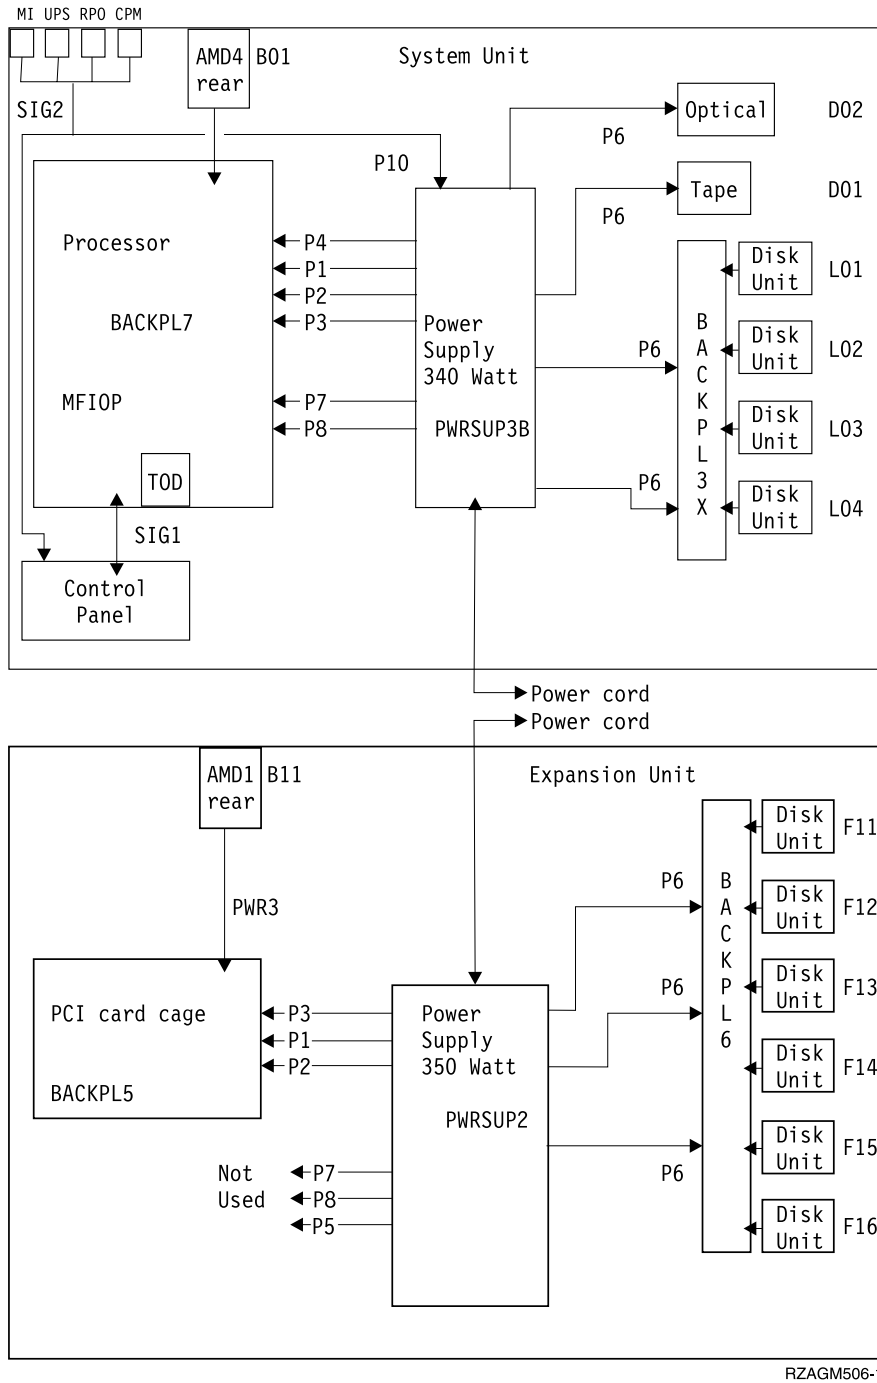 MI UPS RPO CPM
AMD4
rear
B01
System Unit
SIG2
P10
Optical
D02
P6
Tape
D01
P6
Processor
BACKPL7
MFIOP
TOD
P4
P1
P2
P3
P7
P8
Power
Supply
340 Watt
PWRSUP3B
P6
P6
BACKPL3X
Disk
Unit
L01
Disk
Unit
L02
Disk
Unit
L03
Disk
Unit
L04
SIG1
Control
Panel
Power cord
Power cord
AMD1
rear
B11
Expansion Unit
PWR3
PCI card cage
BACKPL5
P3
P1
P2
Not
Used
P7
P8
P5
Power
Supply
350 Watt
PWRSUP2
P6
P6
P6
BACKPL6
Disk
Unit
F11
Disk
Unit
F12
Disk
Unit
F13
Disk
Unit
F14
Disk
Unit
F15
Disk
Unit
F16